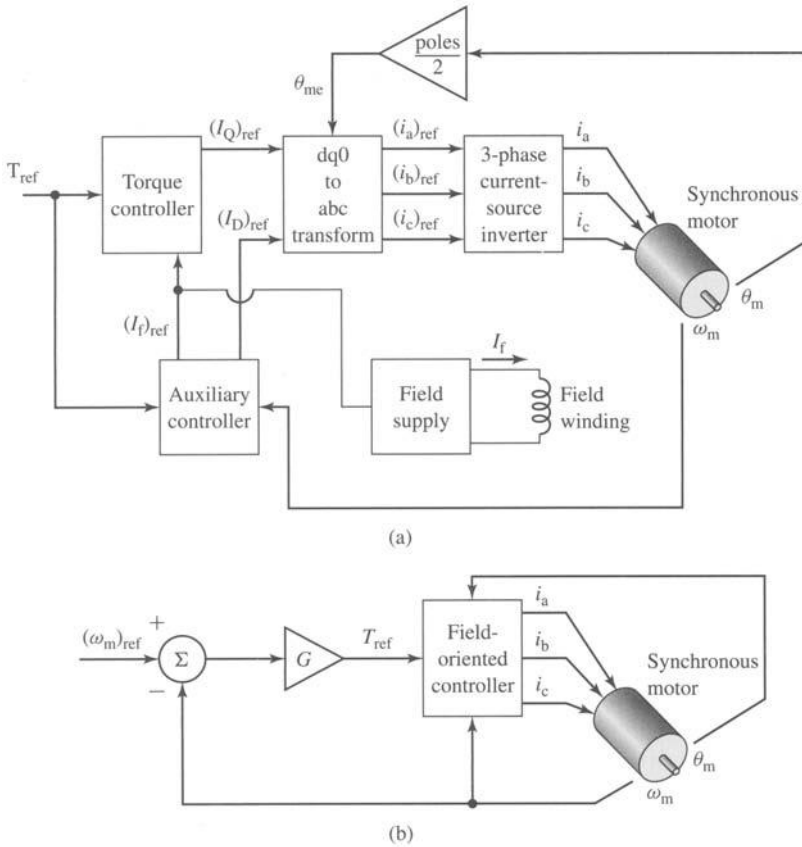 poles
2
θme
(IQ)ref
(ia)ref
ia
Tref
Torque
controller
dq0
to
abc
transform
3-phase
current-
source
inverter
(ib)ref
ib
Synchronous
motor
(ID)ref
(ic)ref
ic
θm
ωm
(If)ref
If
Auxiliary
controller
Field
supply
Field
winding
(a)
(ωm)ref
+
Σ
−
G
Tref
Field-
oriented
controller
ia
ib
ic
Synchronous
motor
θm
ωm
(b)